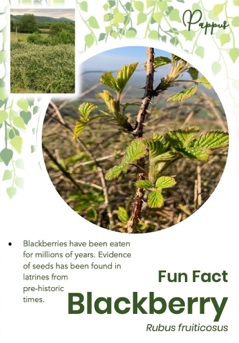 Pappus
• Blackberries have been eaten
for millions of years. Evidence
of seeds has been found in
latrines from
pre-historic
times.
Fun Fact
Blackberry
Rubus fruiticosus